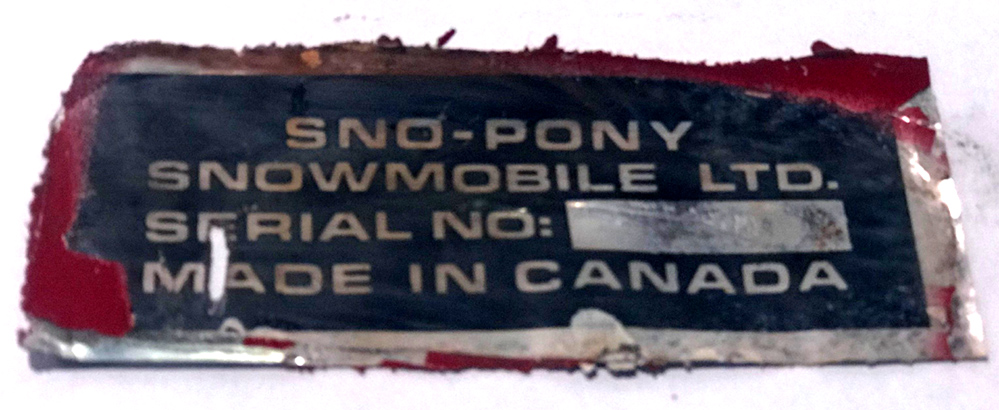 SNO-PONY
SNOWMOBILE LTD.
SERIAL NO:
MADE IN CANADA